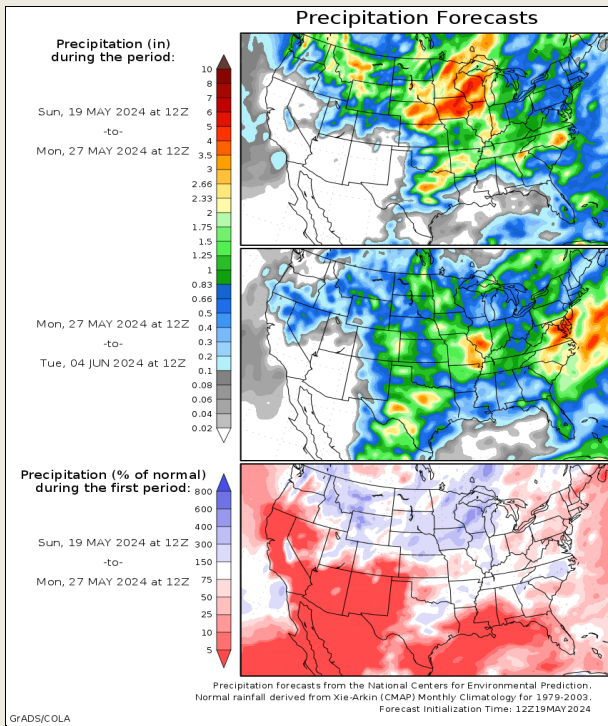 Precipitation Forecasts
Precipitation (in)
during the period:
Sun, 19 MAY 2024 at 12Z
-to-
Mon, 27 MAY 2024 at 12Z
10
8
7
6
5
4
3.5
3
2.66
2.33
2
1.75
1.5
1.25
1
0.83
0.66
0.5
0.4
0.3
0.2
0.1
0.08
0.06
0.04
0.02
Mon, 27 MAY 2024 at 12Z
-to-
Tue, 04 JUN 2024 at 12Z
Precipitation (% of normal)
during the first period:
Sun, 19 MAY 2024 at 12Z
-to-
Mon, 27 MAY 2024 at 12Z
800
600
400
300
150
75
50
25
10
5
Precipitation forecasts from the National Centers for Environmental Prediction.
Normal rainfall derived from Xie-Arkin (CMAP) Monthly Climatology for 1979-2003.
Forecast Initialization Time: 12Z19MAY2024
GrADS/COLA